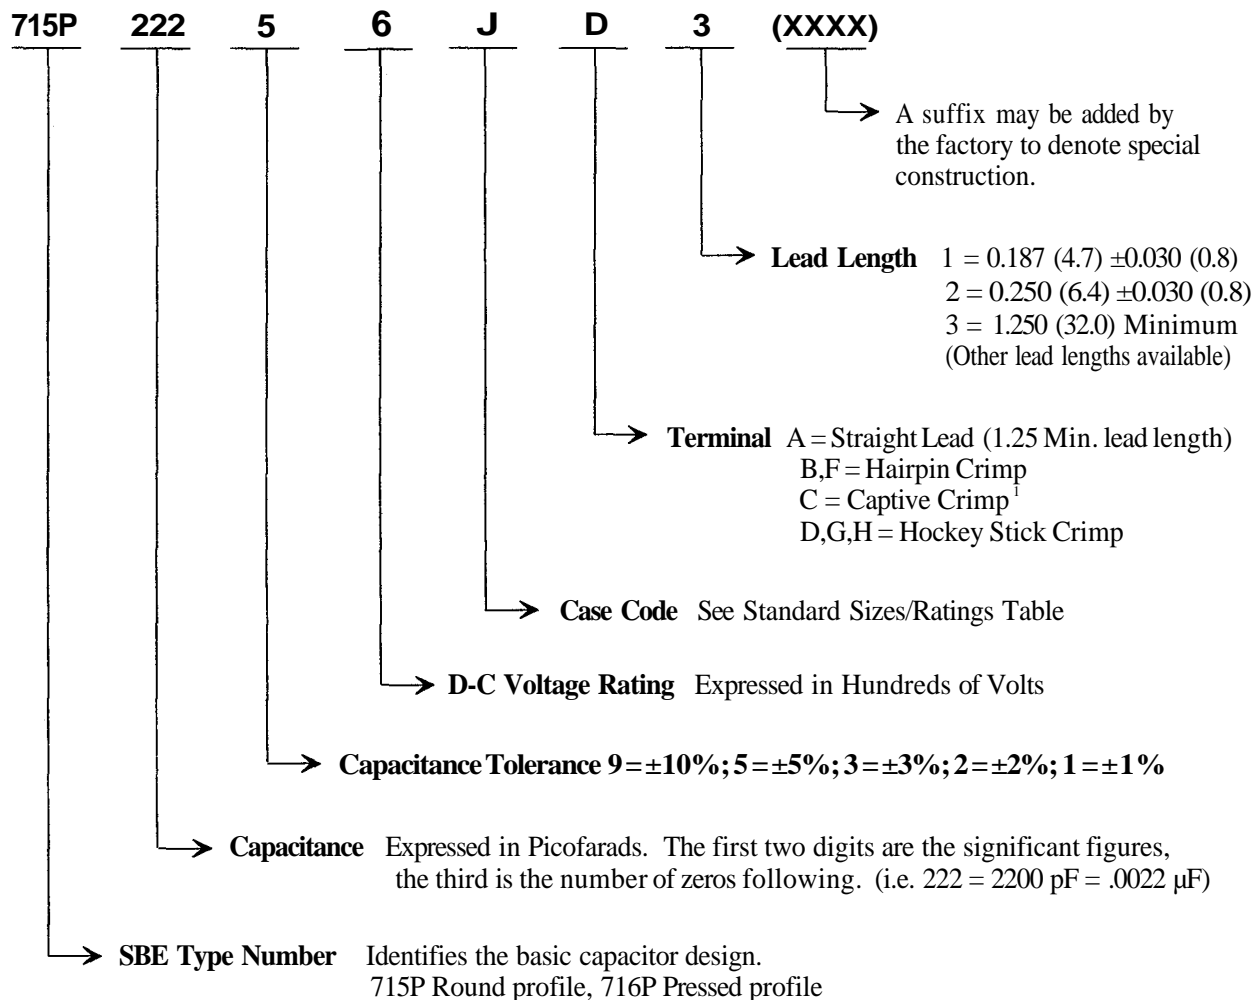 715P 222 5 6 J D 3 (XXXX)
A suffix may be added by
the factory to denote special
construction.
Lead Length 1 = 0.187 (4.7) ±0.030 (0.8)
2 = 0.250 (6.4) ±0.030 (0.8)
3 = 1.250 (32.0) Minimum
(Other lead lengths available)
Terminal A = Straight Lead (1.25 Min. lead length)
B,F = Hairpin Crimp
C = Captive Crimp ¹
D,G,H = Hockey Stick Crimp
Case Code See Standard Sizes/Ratings Table
D-C Voltage Rating Expressed in Hundreds of Volts
Capacitance Tolerance 9=±10%; 5=±5%; 3=±3%; 2=±2%; 1=±1%
Capacitance Expressed in Picofarads. The first two digits are the significant figures,
the third is the number of zeros following. (i.e. 222 = 2200 pF = .0022 µF)
SBE Type Number Identifies the basic capacitor design.
715P Round profile, 716P Pressed profile